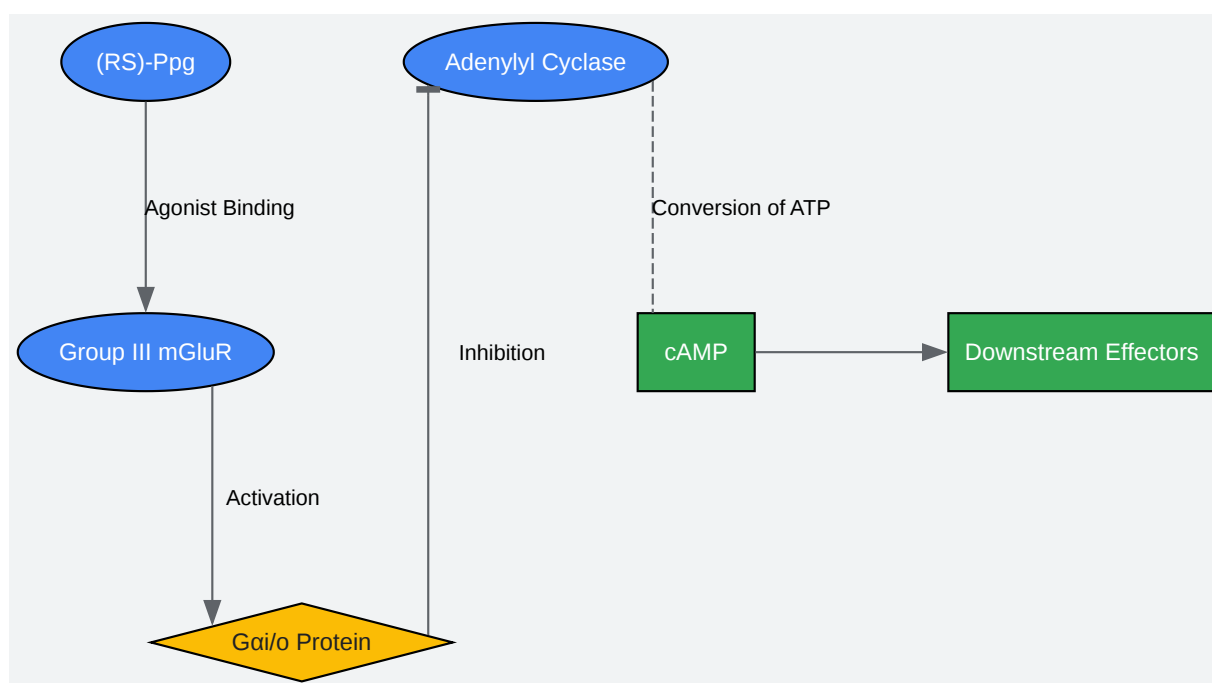 (RS)-Ppg
Adenylyl Cyclase
Agonist Binding
Conversion of ATP
Group III mGluR
Inhibition
cAMP
Downstream Effectors
Activation
Gαi/o Protein